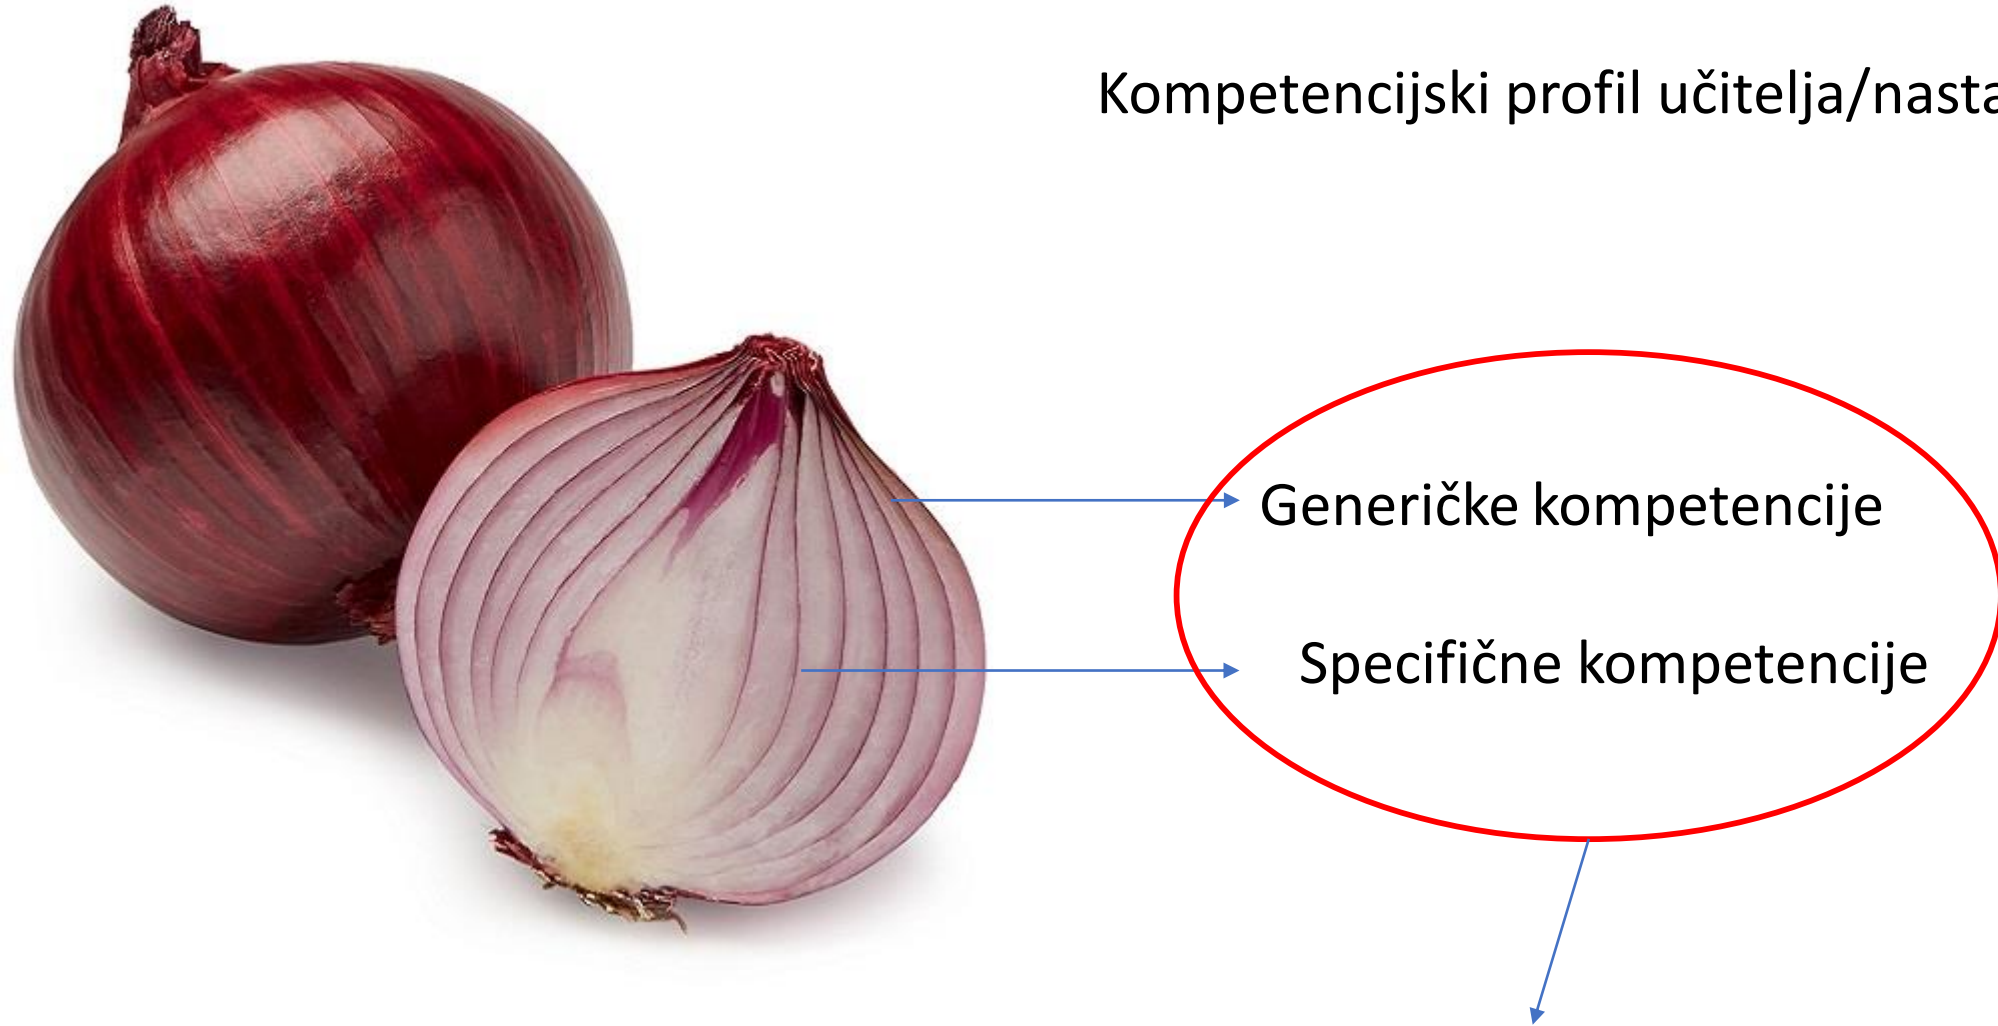 Kompetencijski profil učitelja/nasta
Generičke kompetencije
Specifične kompetencije